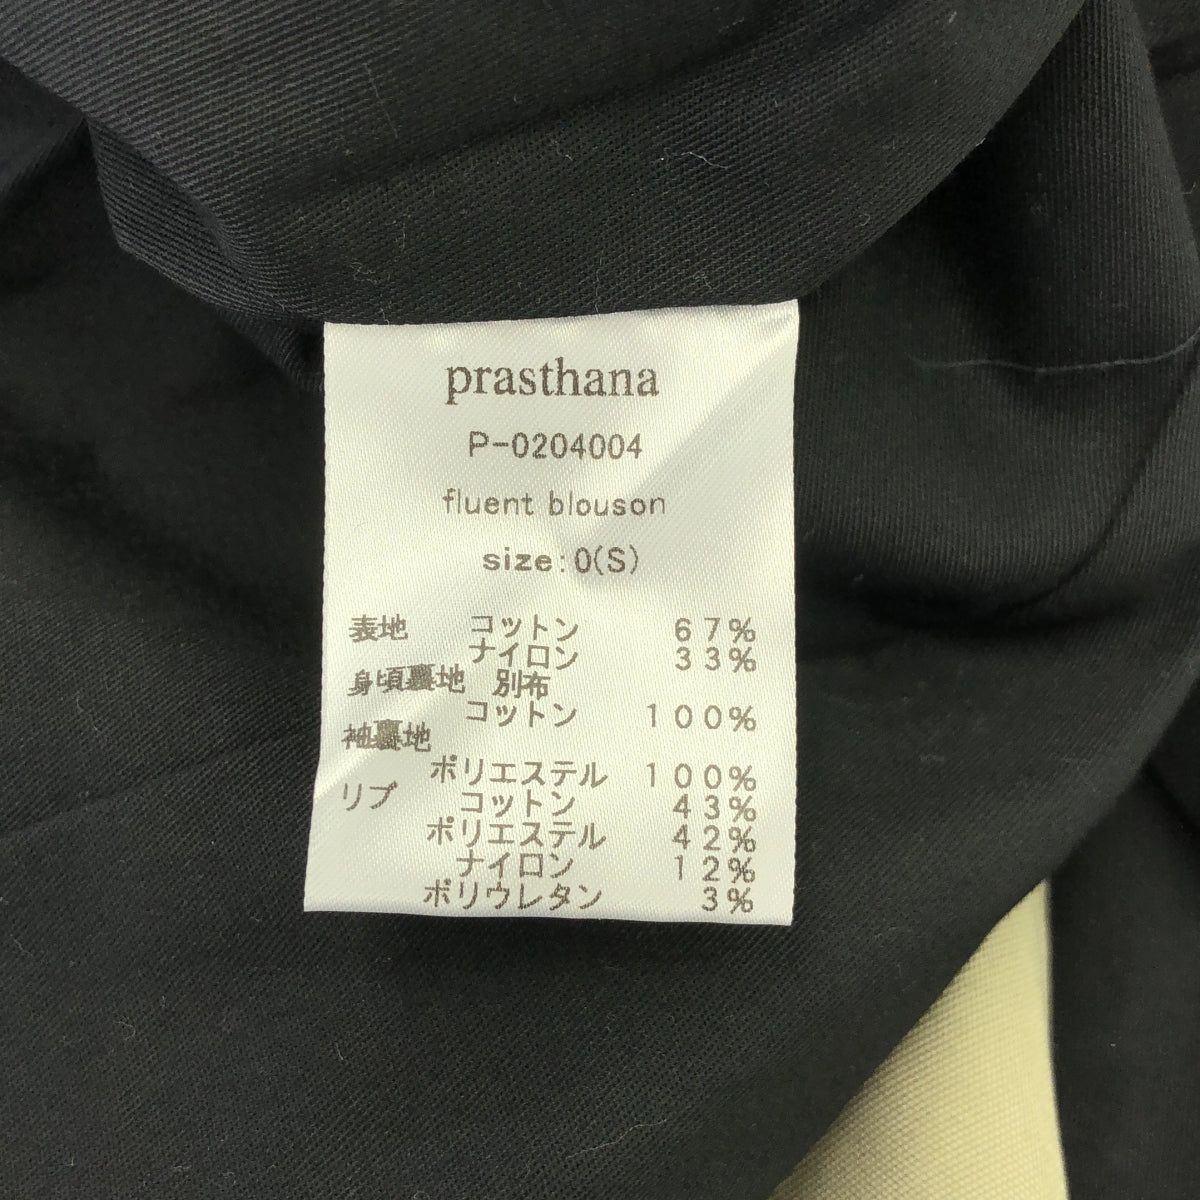 prasthana
P-0204004
fluent blouson
size:0(S)
表地 コットン 67%
ナイロン 33%
身頃裏地 別布
コットン 100%
袖裏地
ポリエステル 100%
リブ コットン 43%
ポリエステル 42%
ナイロン 12%
ポリウレタン 3%